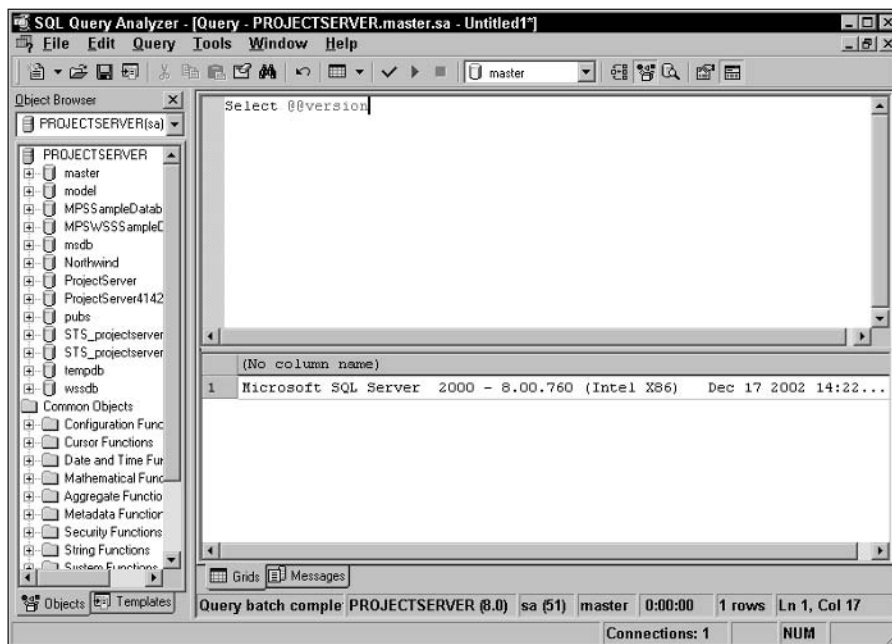 SQL Query Analyzer - [Query - PROJECTSERVER.master.sa - Untitled1*]
File Edit Query Tools Window Help
master
Object Browser
PROJECTSERVER(sa)
PROJECTSERVER
master
model
MPSSampleDatab
MPSWSSSampleD
msdb
Northwind
ProjectServer
ProjectServer4142
pubs
STS_projectserver
STS_projectserver
tempdb
wssdb
Common Objects
Configuration Func
Cursor Functions
Date and Time Fun
Mathematical Func
Aggregate Functio
Metadata Function
Security Functions
String Functions
System Functions
Objects Templates
Select @@version
(No column name)
1 Microsoft SQL Server 2000 - 8.00.760 (Intel X86) Dec 17 2002 14:22...
Grids Messages
Query batch comple PROJECTSERVER (8.0) sa (51) master 0:00:00 1 rows Ln 1, Col 17
Connections: 1 NUM